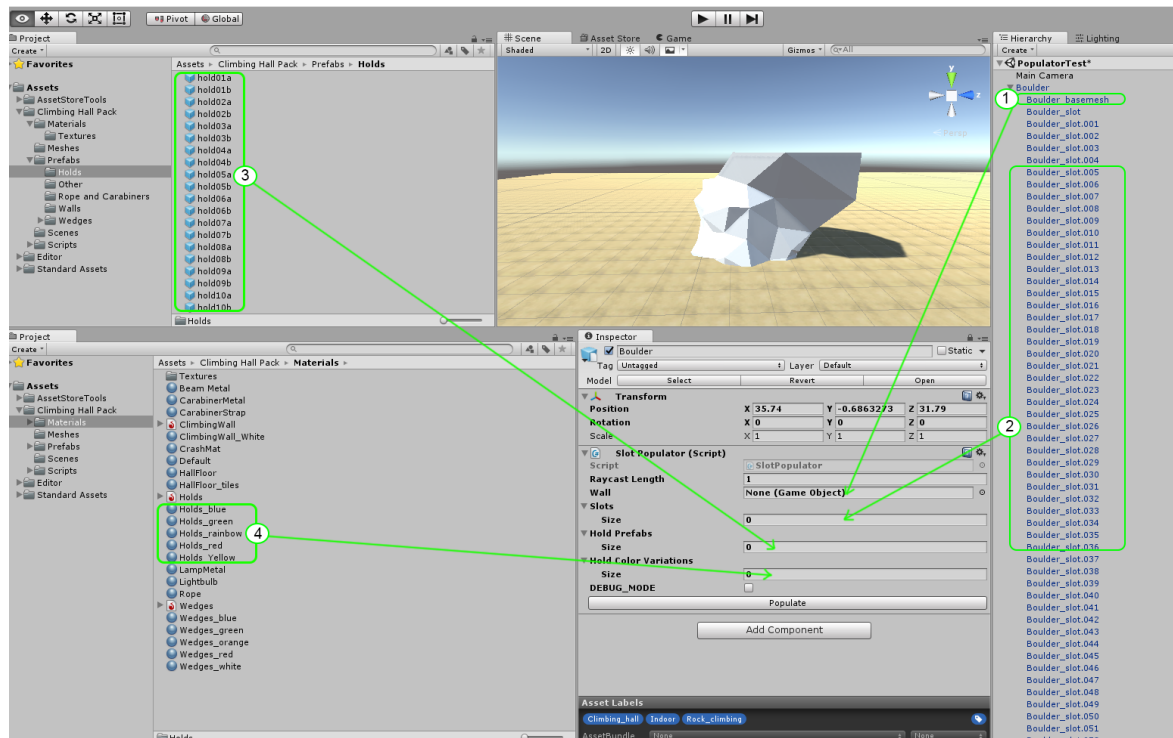 Pivot Global
Project
Create
Favorites
Assets
AssetStoreTools
Climbing Hall Pack
Materials
Textures
Meshes
Prefabs
Holds
Other
Rope and Carabiners
Walls
Wedges
Scenes
Scripts
Editor
Standard Assets
Assets ▸ Climbing Hall Pack ▸ Prefabs ▸ Holds
hold01a
hold01b
hold02a
hold02b
hold03a
hold03b
hold04a
hold04b
hold05a
hold05b
hold06a
hold06b
hold07a
hold07b
hold08a
hold08b
hold09a
hold09b
hold10a
hold10b
Holds
3
Scene Asset Store Game
Shaded 2D Gizmos All
y
z
Persp
Hierarchy Lighting
Create
PopulatorTest*
Main Camera
Boulder
1
Boulder_basemesh
Boulder_slot
Boulder_slot.001
Boulder_slot.002
Boulder_slot.003
Boulder_slot.004
Boulder_slot.005
Boulder_slot.006
Boulder_slot.007
Boulder_slot.008
Boulder_slot.009
Boulder_slot.010
Boulder_slot.011
Boulder_slot.012
Boulder_slot.013
Boulder_slot.014
Boulder_slot.015
Boulder_slot.016
Boulder_slot.017
Boulder_slot.018
Boulder_slot.019
Boulder_slot.020
Boulder_slot.021
Boulder_slot.022
Boulder_slot.023
Boulder_slot.024
Boulder_slot.025
Boulder_slot.026
2
Boulder_slot.027
Boulder_slot.028
Boulder_slot.029
Boulder_slot.030
Boulder_slot.031
Boulder_slot.032
Boulder_slot.033
Boulder_slot.034
Boulder_slot.035
Boulder_slot.036
Boulder_slot.037
Boulder_slot.038
Boulder_slot.039
Boulder_slot.040
Boulder_slot.041
Boulder_slot.042
Boulder_slot.043
Boulder_slot.044
Boulder_slot.045
Boulder_slot.046
Boulder_slot.047
Boulder_slot.048
Boulder_slot.049
Boulder_slot.050
Boulder_slot.051
Project
Create
Favorites
Assets
AssetStoreTools
Climbing Hall Pack
Materials
Meshes
Prefabs
Scenes
Scripts
Editor
Standard Assets
Assets ▸ Climbing Hall Pack ▸ Materials ▸
Textures
Beam Metal
CarabinerMetal
CarabinerStrap
ClimbingWall
ClimbingWall_White
CrashMat
Default
HallFloor
HallFloor_tiles
Holds
Holds_blue
Holds_green
Holds_rainbow
4
Holds_red
Holds_Yellow
LampMetal
Lightbulb
Rope
Wedges
Wedges_blue
Wedges_green
Wedges_orange
Wedges_red
Wedges_white
Holds
Inspector
Boulder Static
Tag Untagged Layer Default
Model Select Revert Open
Transform
Position X 35.74 Y -0.6863273 Z 31.79
Rotation X 0 Y 0 Z 0
Scale X 1 Y 1 Z 1
Slot Populator (Script)
Script SlotPopulator
Raycast Length 1
Wall None (Game Object)
Slots
Size 0
Hold Prefabs
Size 0
Hold Color Variations
Size 0
DEBUG_MODE
Populate
Add Component
Asset Labels
Climbing_hall Indoor Rock_climbing
AssetBundle None None